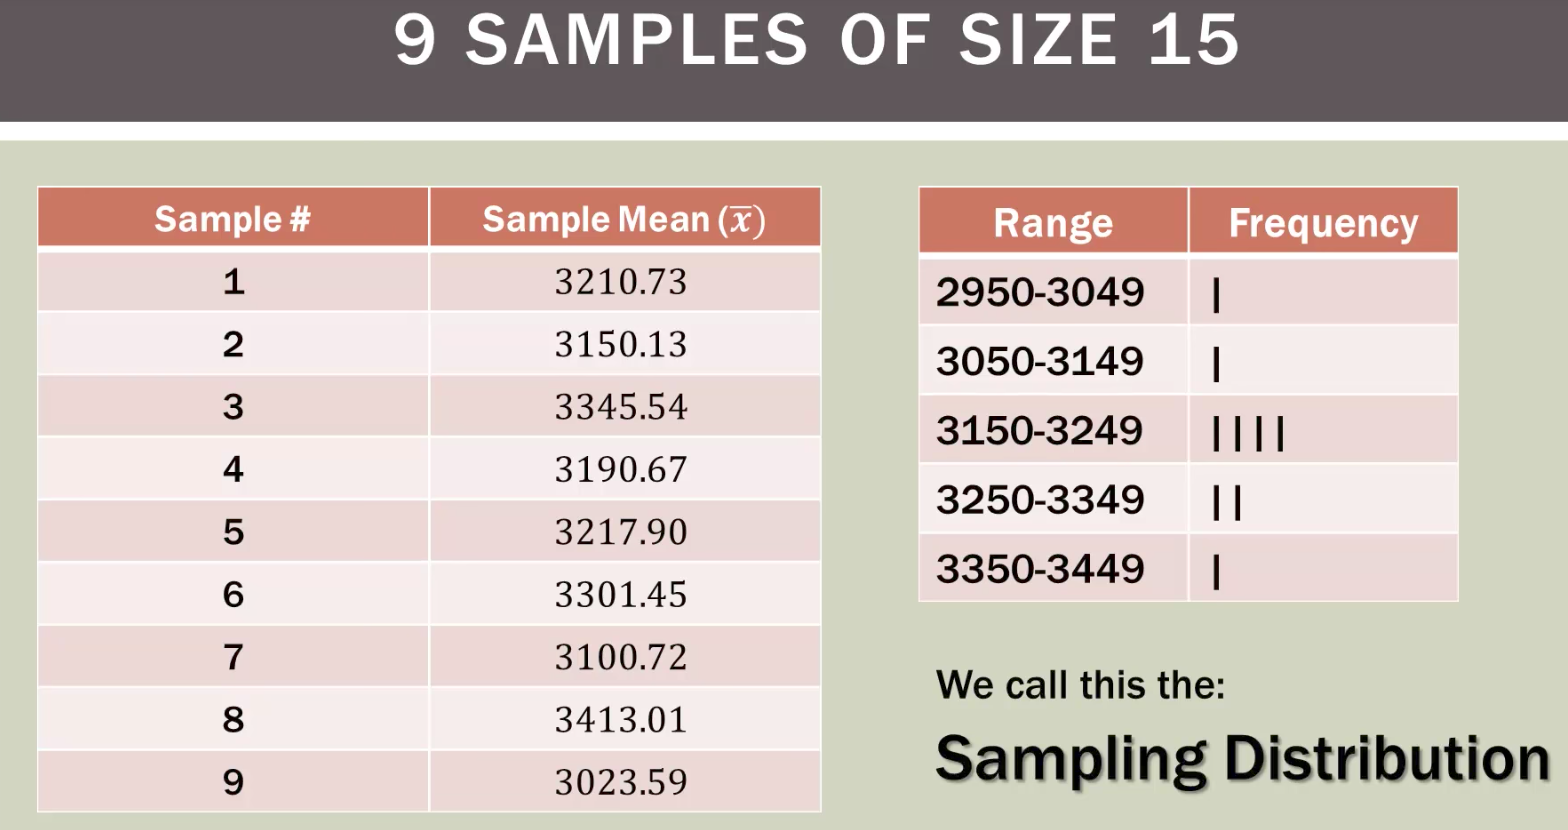 9 SAMPLES OF SIZE 15
Sample # Sample Mean (x̅)
1 3210.73
2 3150.13
3 3345.54
4 3190.67
5 3217.90
6 3301.45
7 3100.72
8 3413.01
9 3023.59
Range Frequency
2950-3049 |
3050-3149 |
3150-3249 ||||
3250-3349 ||
3350-3449 |
We call this the:
Sampling Distribution